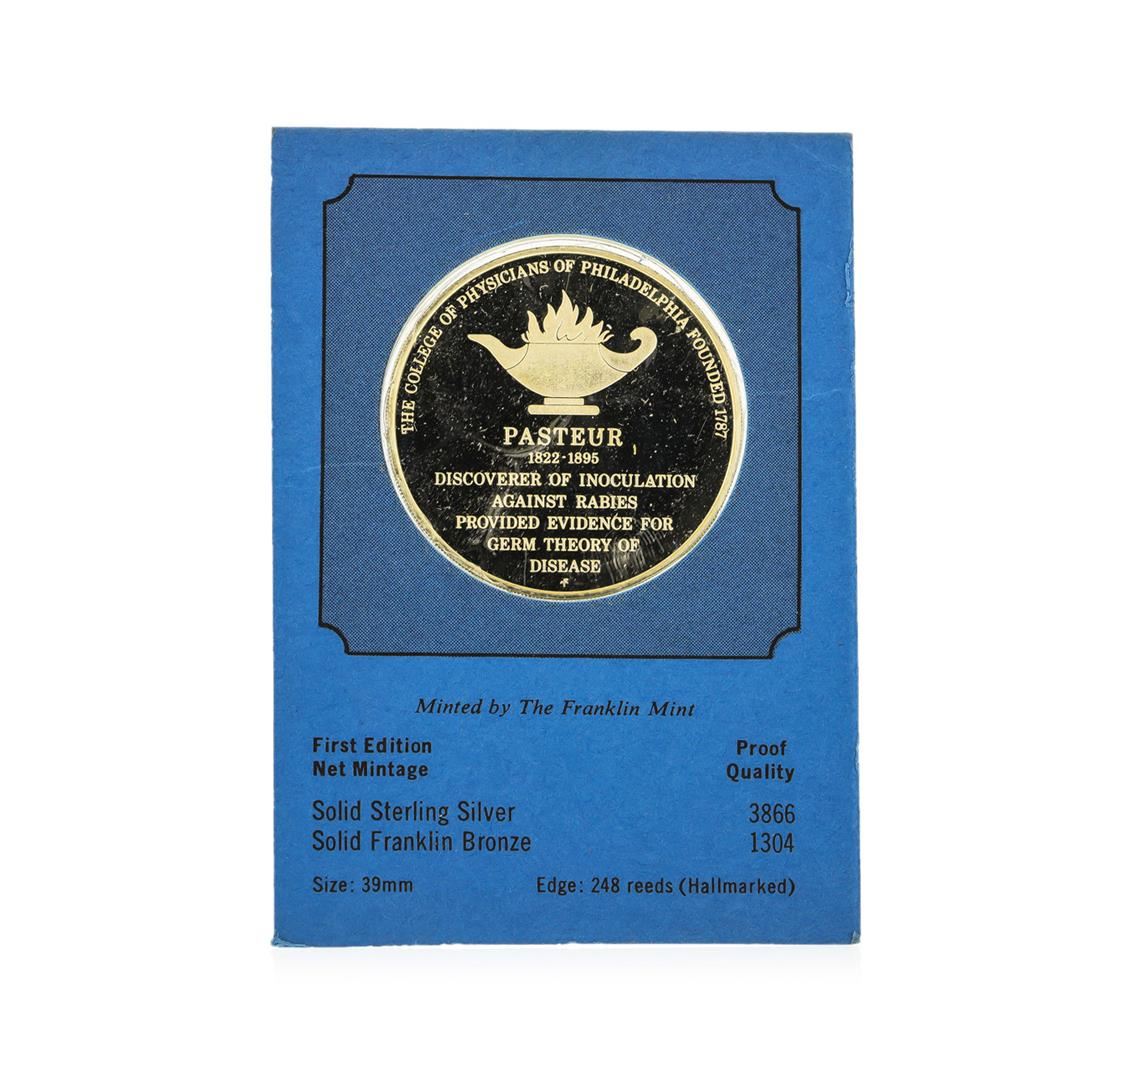 THE COLLEGE OF PHYSICIANS OF PHILADELPHIA FOUNDED 1787
PASTEUR
1822-1895
DISCOVERER OF INOCULATION
AGAINST RABIES
PROVIDED EVIDENCE FOR
GERM THEORY OF
DISEASE
Minted by The Franklin Mint
First Edition
Net Mintage
Proof
Quality
Solid Sterling Silver 3866
Solid Franklin Bronze 1304
Size: 39mm Edge: 248 reeds (Hallmarked)